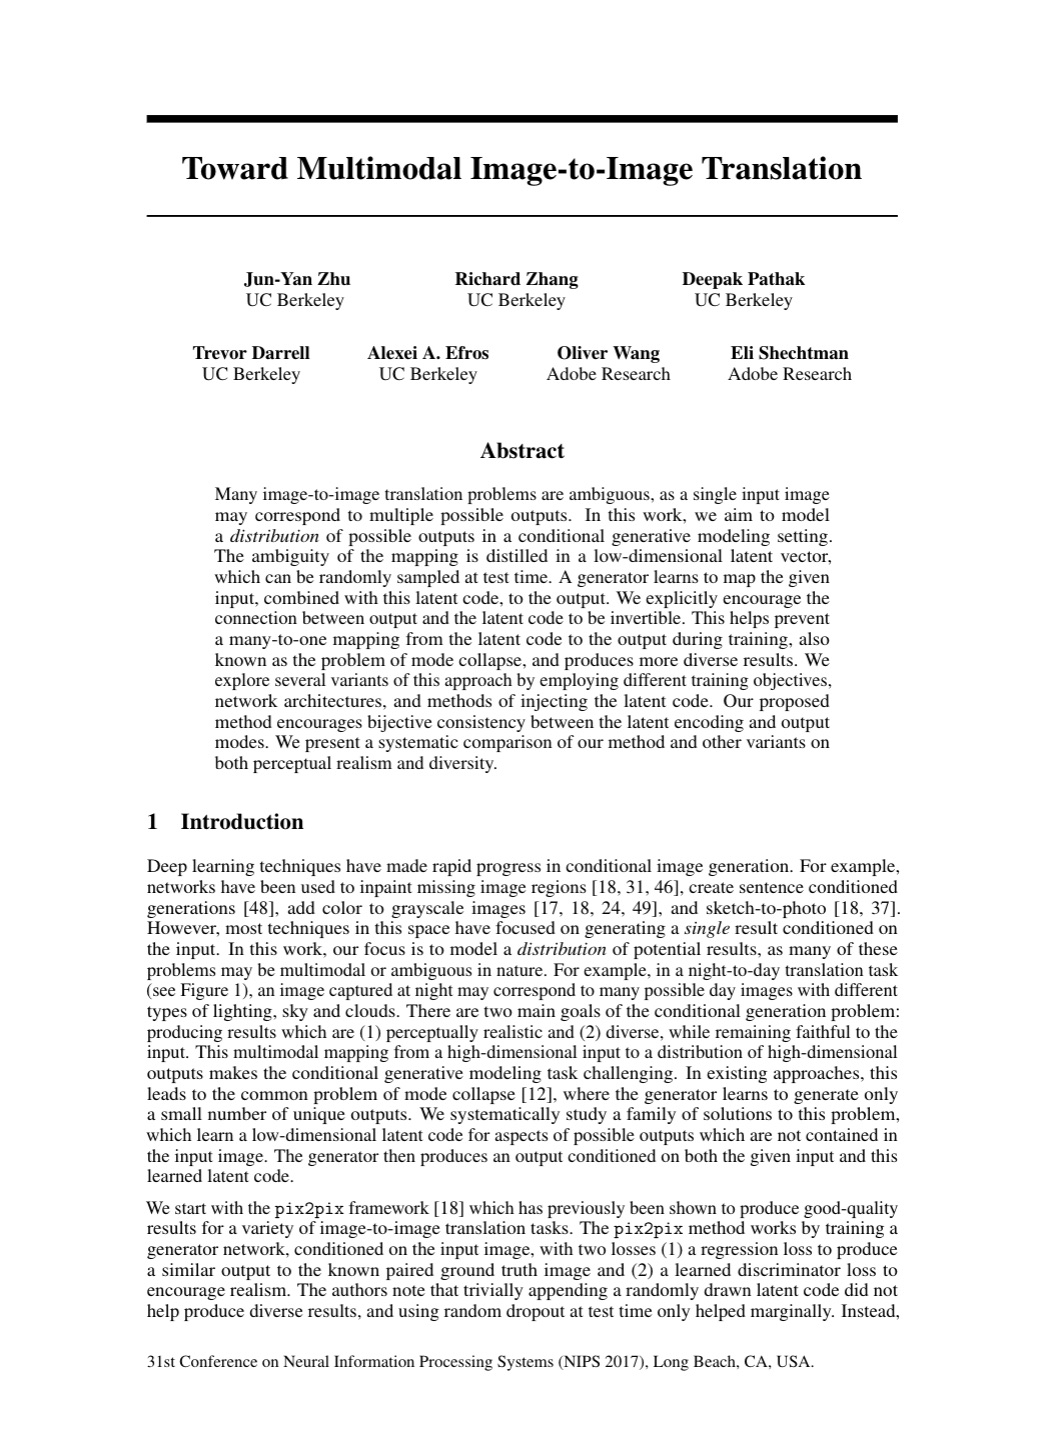 Toward Multimodal Image-to-Image Translation
Jun-Yan Zhu
UC Berkeley
Richard Zhang
UC Berkeley
Deepak Pathak
UC Berkeley
Trevor Darrell
UC Berkeley
Alexei A. Efros
UC Berkeley
Oliver Wang
Adobe Research
Eli Shechtman
Adobe Research
Abstract
Many image-to-image translation problems are ambiguous, as a single input image
may correspond to multiple possible outputs. In this work, we aim to model
a distribution of possible outputs in a conditional generative modeling setting.
The ambiguity of the mapping is distilled in a low-dimensional latent vector,
which can be randomly sampled at test time. A generator learns to map the given
input, combined with this latent code, to the output. We explicitly encourage the
connection between output and the latent code to be invertible. This helps prevent
a many-to-one mapping from the latent code to the output during training, also
known as the problem of mode collapse, and produces more diverse results. We
explore several variants of this approach by employing different training objectives,
network architectures, and methods of injecting the latent code. Our proposed
method encourages bijective consistency between the latent encoding and output
modes. We present a systematic comparison of our method and other variants on
both perceptual realism and diversity.
1 Introduction
Deep learning techniques have made rapid progress in conditional image generation. For example,
networks have been used to inpaint missing image regions [18, 31, 46], create sentence conditioned
generations [48], add color to grayscale images [17, 18, 24, 49], and sketch-to-photo [18, 37].
However, most techniques in this space have focused on generating a single result conditioned on
the input. In this work, our focus is to model a distribution of potential results, as many of these
problems may be multimodal or ambiguous in nature. For example, in a night-to-day translation task
(see Figure 1), an image captured at night may correspond to many possible day images with different
types of lighting, sky and clouds. There are two main goals of the conditional generation problem:
producing results which are (1) perceptually realistic and (2) diverse, while remaining faithful to the
input. This multimodal mapping from a high-dimensional input to a distribution of high-dimensional
outputs makes the conditional generative modeling task challenging. In existing approaches, this
leads to the common problem of mode collapse [12], where the generator learns to generate only
a small number of unique outputs. We systematically study a family of solutions to this problem,
which learn a low-dimensional latent code for aspects of possible outputs which are not contained in
the input image. The generator then produces an output conditioned on both the given input and this
learned latent code.
We start with the pix2pix framework [18] which has previously been shown to produce good-quality
results for a variety of image-to-image translation tasks. The pix2pix method works by training a
generator network, conditioned on the input image, with two losses (1) a regression loss to produce
a similar output to the known paired ground truth image and (2) a learned discriminator loss to
encourage realism. The authors note that trivially appending a randomly drawn latent code did not
help produce diverse results, and using random dropout at test time only helped marginally. Instead,
31st Conference on Neural Information Processing Systems (NIPS 2017), Long Beach, CA, USA.